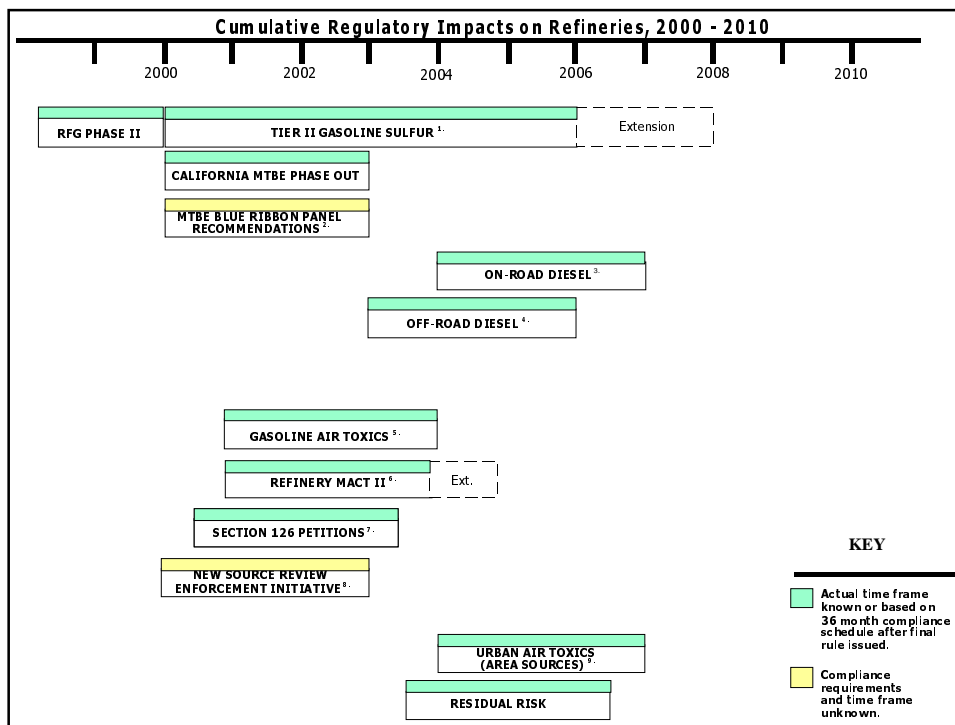 Cumulative Regulatory Impacts on Refineries, 2000 - 2010
2000 2002 2004 2006 2008 2010
RFG PHASE II
TIER II GASOLINE SULFUR 1.
Extension
CALIFORNIA MTBE PHASE OUT
MTBE BLUE RIBBON PANEL
RECOMMENDATIONS 2.
ON-ROAD DIESEL 3.
OFF-ROAD DIESEL 4.
GASOLINE AIR TOXICS 5.
REFINERY MACT II 6.
Ext.
SECTION 126 PETITIONS 7.
NEW SOURCE REVIEW
ENFORCEMENT INITIATIVE 8.
URBAN AIR TOXICS
(AREA SOURCES) 9.
RESIDUAL RISK
KEY
Actual time frame
known or based on
36 month compliance
schedule after final
rule issued.
Compliance
requirements
and time frame
unknown.